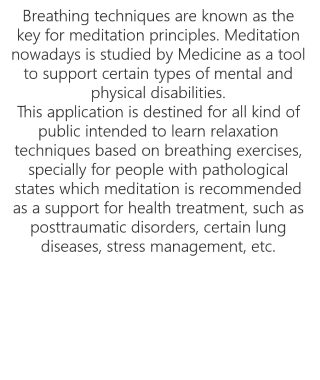 Breathing techniques are known as the
key for meditation principles. Meditation
nowadays is studied by Medicine as a tool
to support certain types of mental and
physical disabilities.
This application is destined for all kind of
public intended to learn relaxation
techniques based on breathing exercises,
specially for people with pathological
states which meditation is recommended
as a support for health treatment, such as
posttraumatic disorders, certain lung
diseases, stress management, etc.